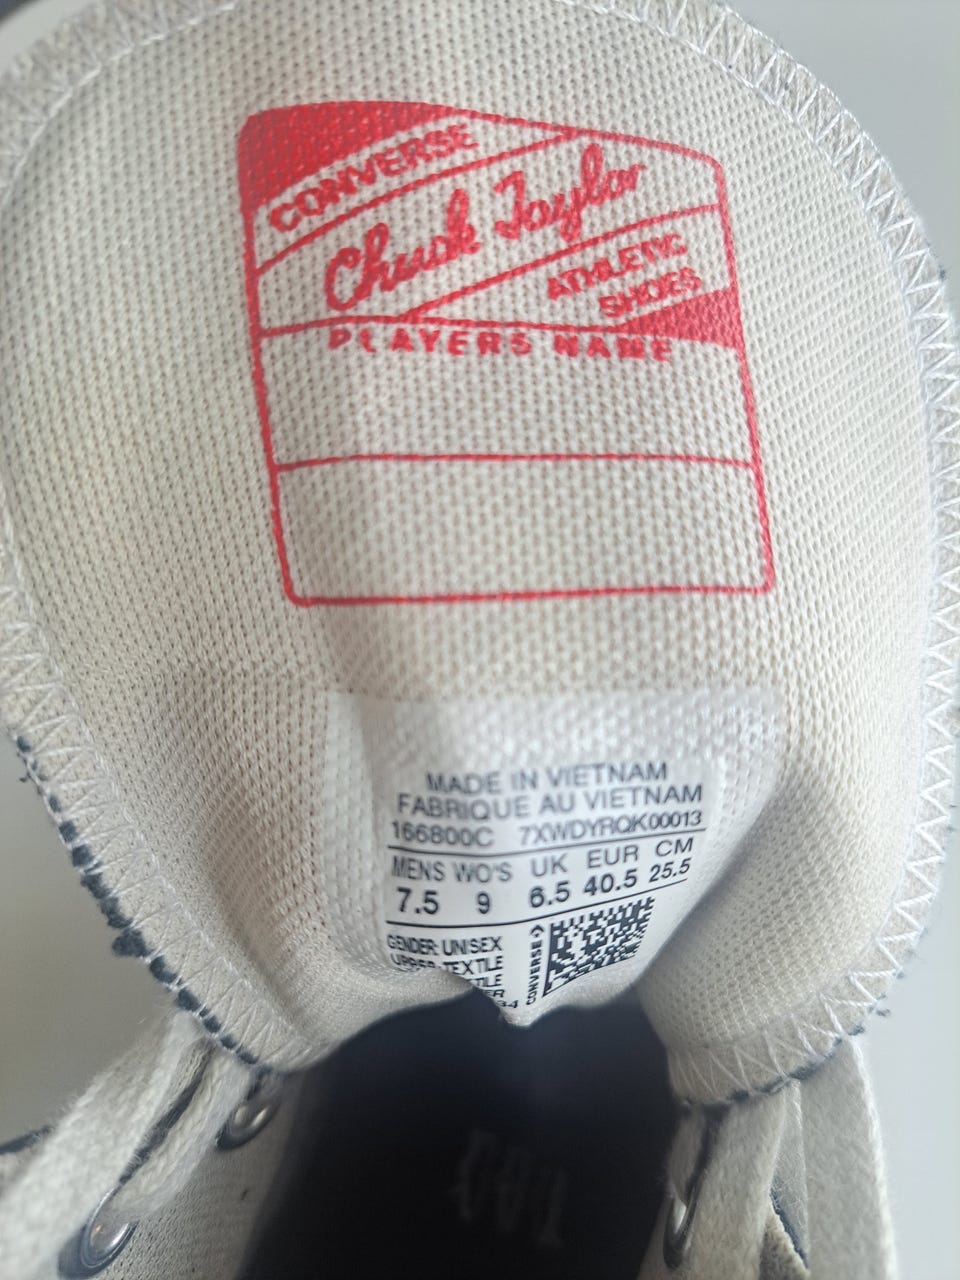 CONVERSE
Chuck Taylor
ATHLETIC
SHOES
PLAYERS NAME
MADE IN VIETNAM
FABRIQUE AU VIETNAM
166800C 7XWDYRQK00013
MENS WO'S UK EUR CM
7.5 9 6.5 40.5 25.5
GENDER: UNISEX
UPPER: TEXTILE
CONVERSE